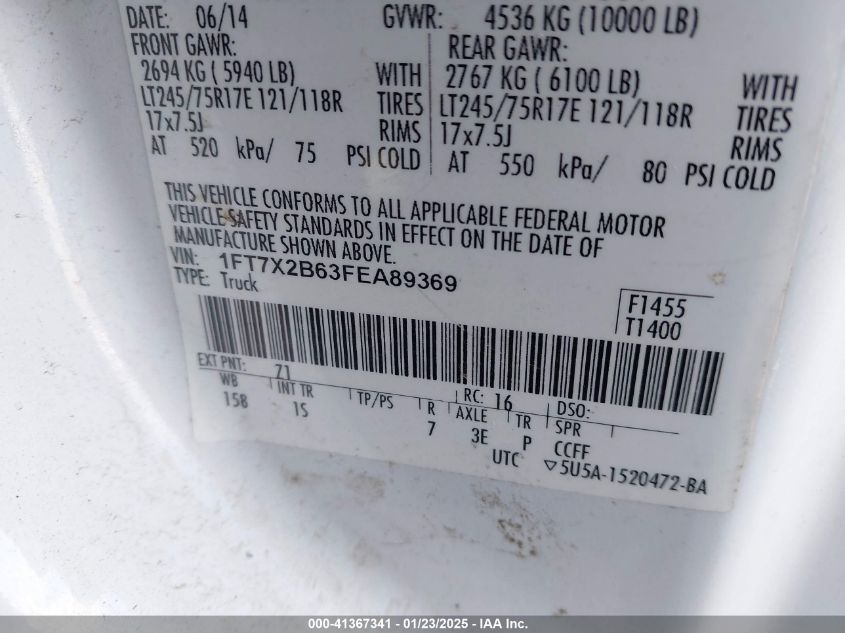 DATE: 06/14 GVWR: 4536 KG (10000 LB)
FRONT GAWR: REAR GAWR:
2694 KG ( 5940 LB) WITH 2767 KG ( 6100 LB) WITH
LT245/75R17E 121/118R TIRES LT245/75R17E 121/118R TIRES
17x7.5J RIMS 17x7.5J RIMS
AT 520 kPa/ 75 PSI COLD AT 550 kPa/ 80 PSI COLD
THIS VEHICLE CONFORMS TO ALL APPLICABLE FEDERAL MOTOR
VEHICLE SAFETY STANDARDS IN EFFECT ON THE DATE OF
MANUFACTURE SHOWN ABOVE.
VIN: 1FT7X2B63FEA89369
TYPE: Truck
F1455
T1400
EXT PNT: Z1 RC: 16 DSO:
WB INT TR TP/PS R AXLE TR SPR
15B 1S 7 3E P CCFF
UTC ▽5U5A-1520472-BA
000-41367341 - 01/23/2025 - IAA Inc.